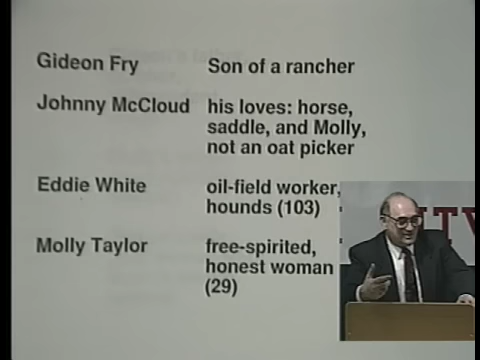 Gideon Fry Son of a rancher
Johnny McCloud his loves: horse,
saddle, and Molly,
not an oat picker
Eddie White oil-field worker,
hounds (103)
Molly Taylor free-spirited,
honest woman
(29)